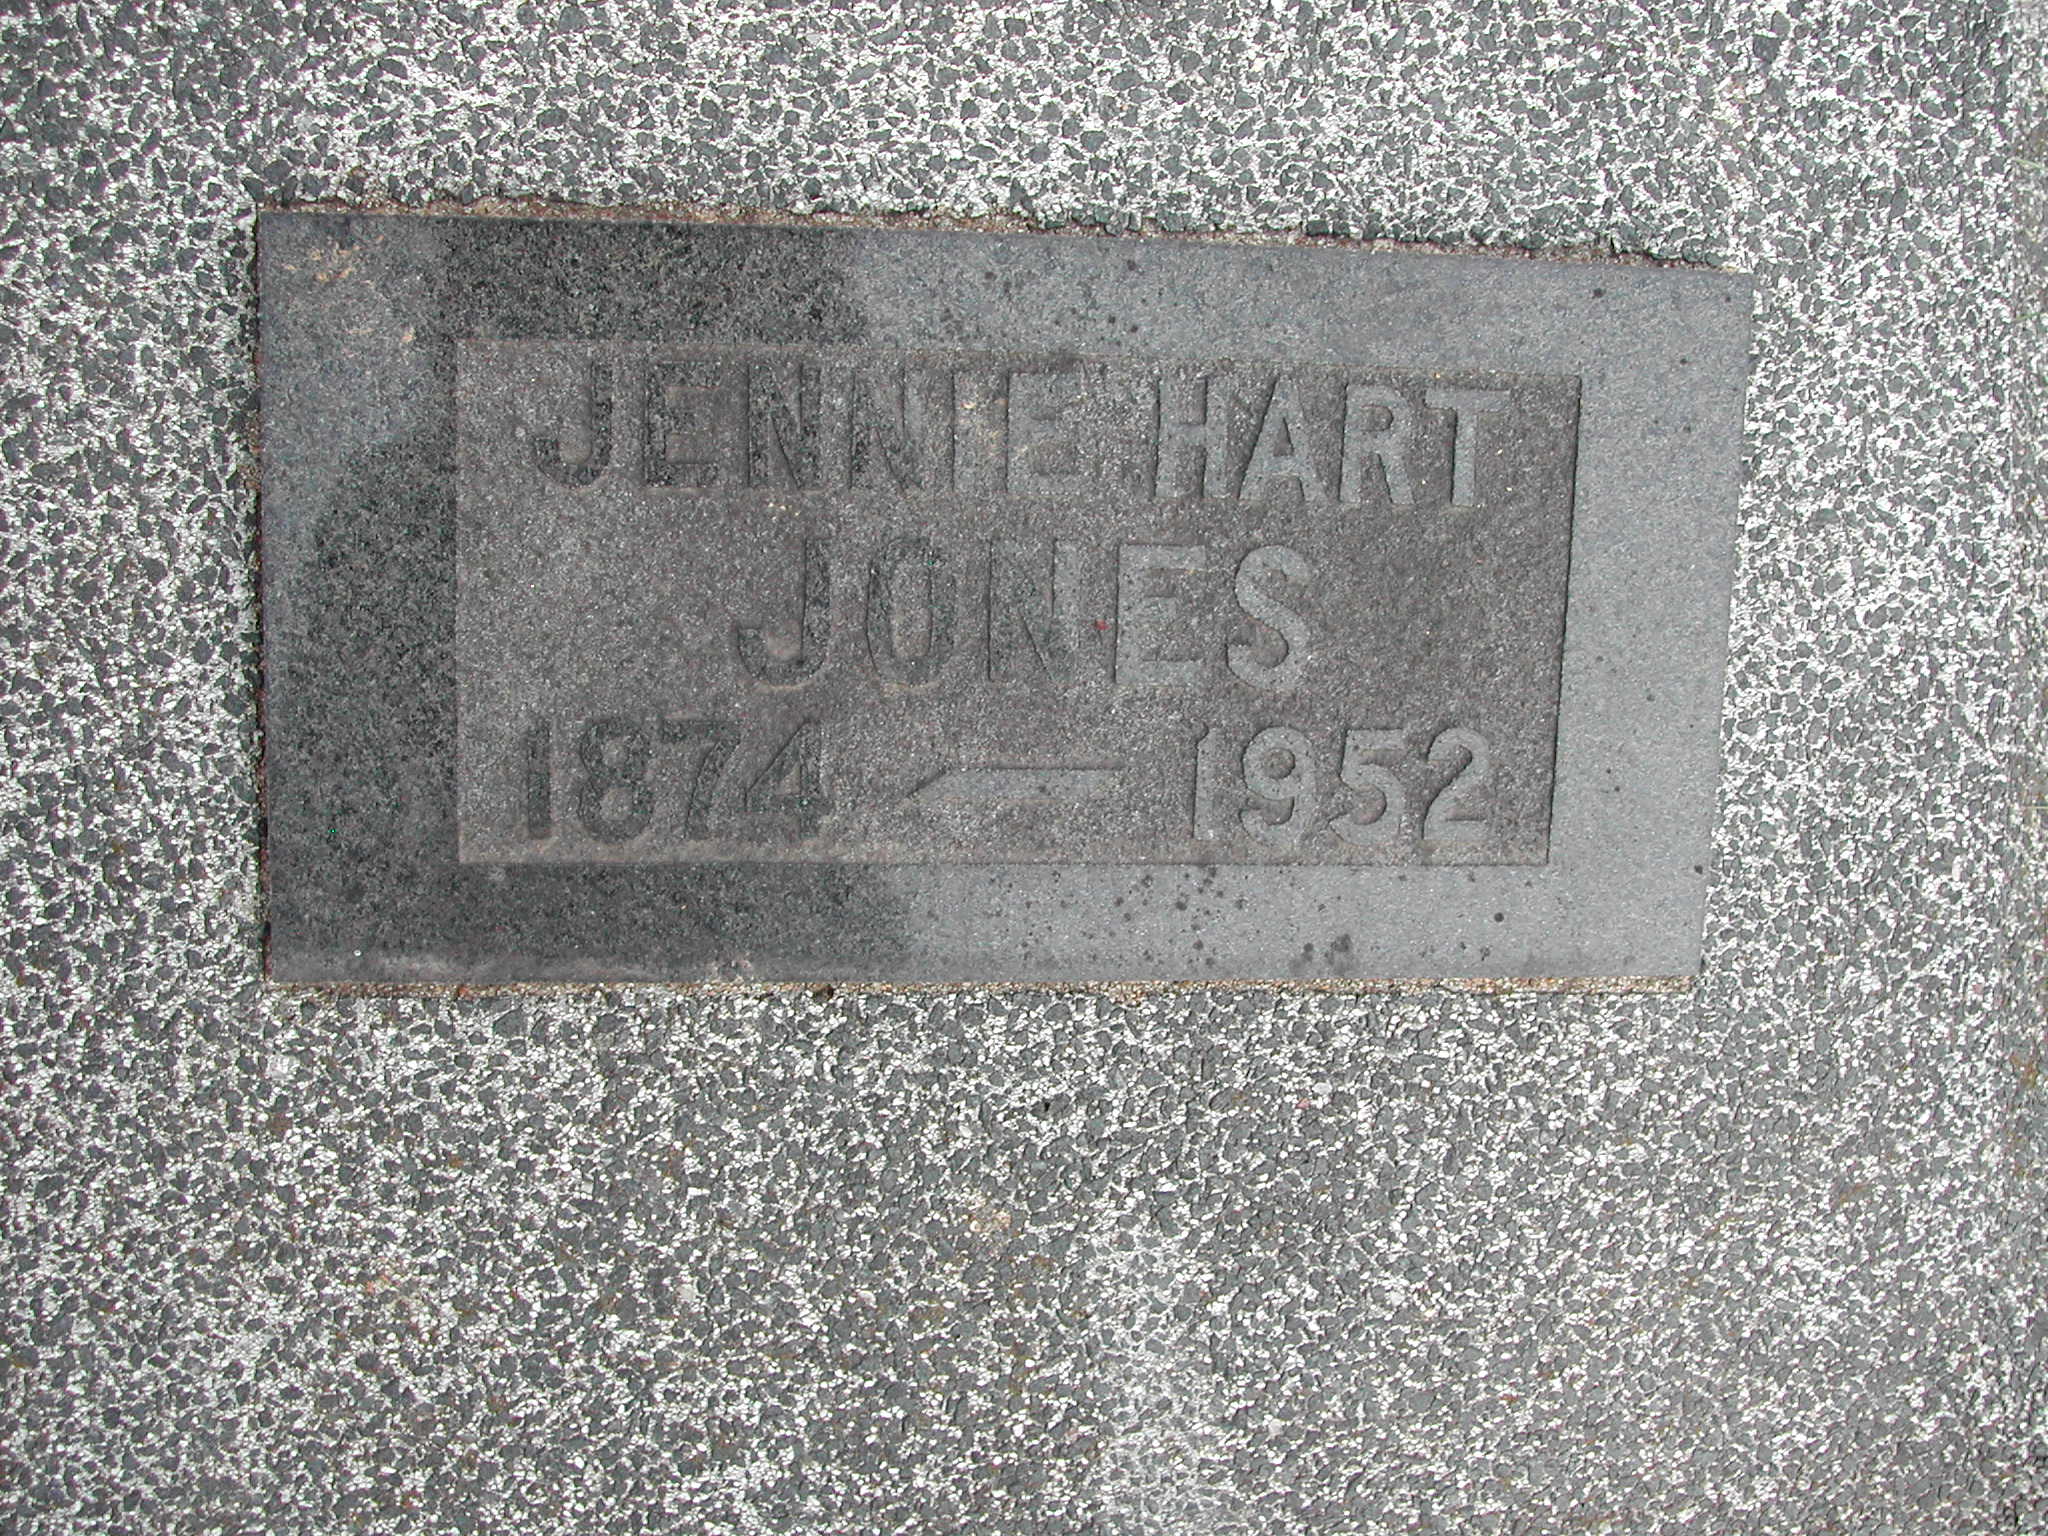 JENNIE HART
JONES
1874 — 1952